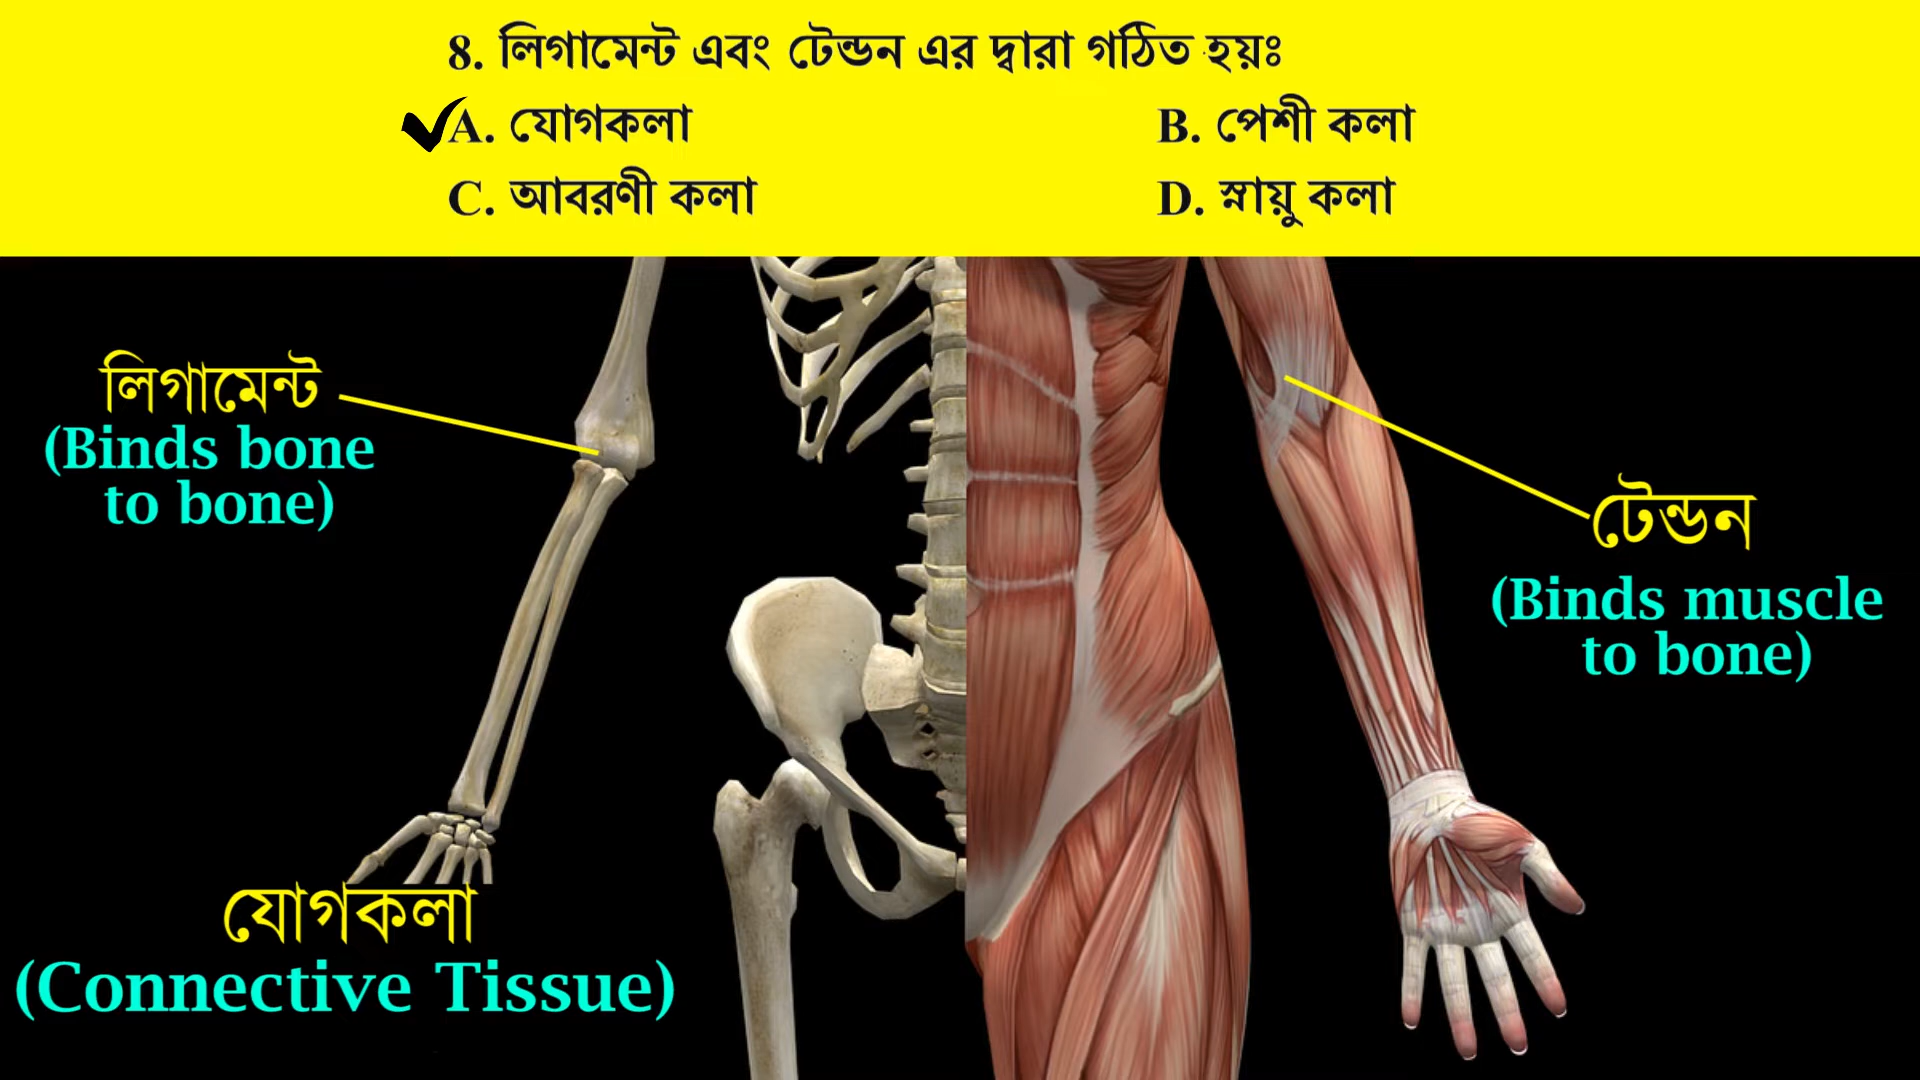 8. লিগামেন্ট এবং টেন্ডন এর দ্বারা গঠিত হয়ঃ
A. যোগকলা B. পেশী কলা
C. আবরণী কলা D. স্নায়ু কলা
লিগামেন্ট
(Binds bone
to bone)
টেন্ডন
(Binds muscle
to bone)
যোগকলা
(Connective Tissue)